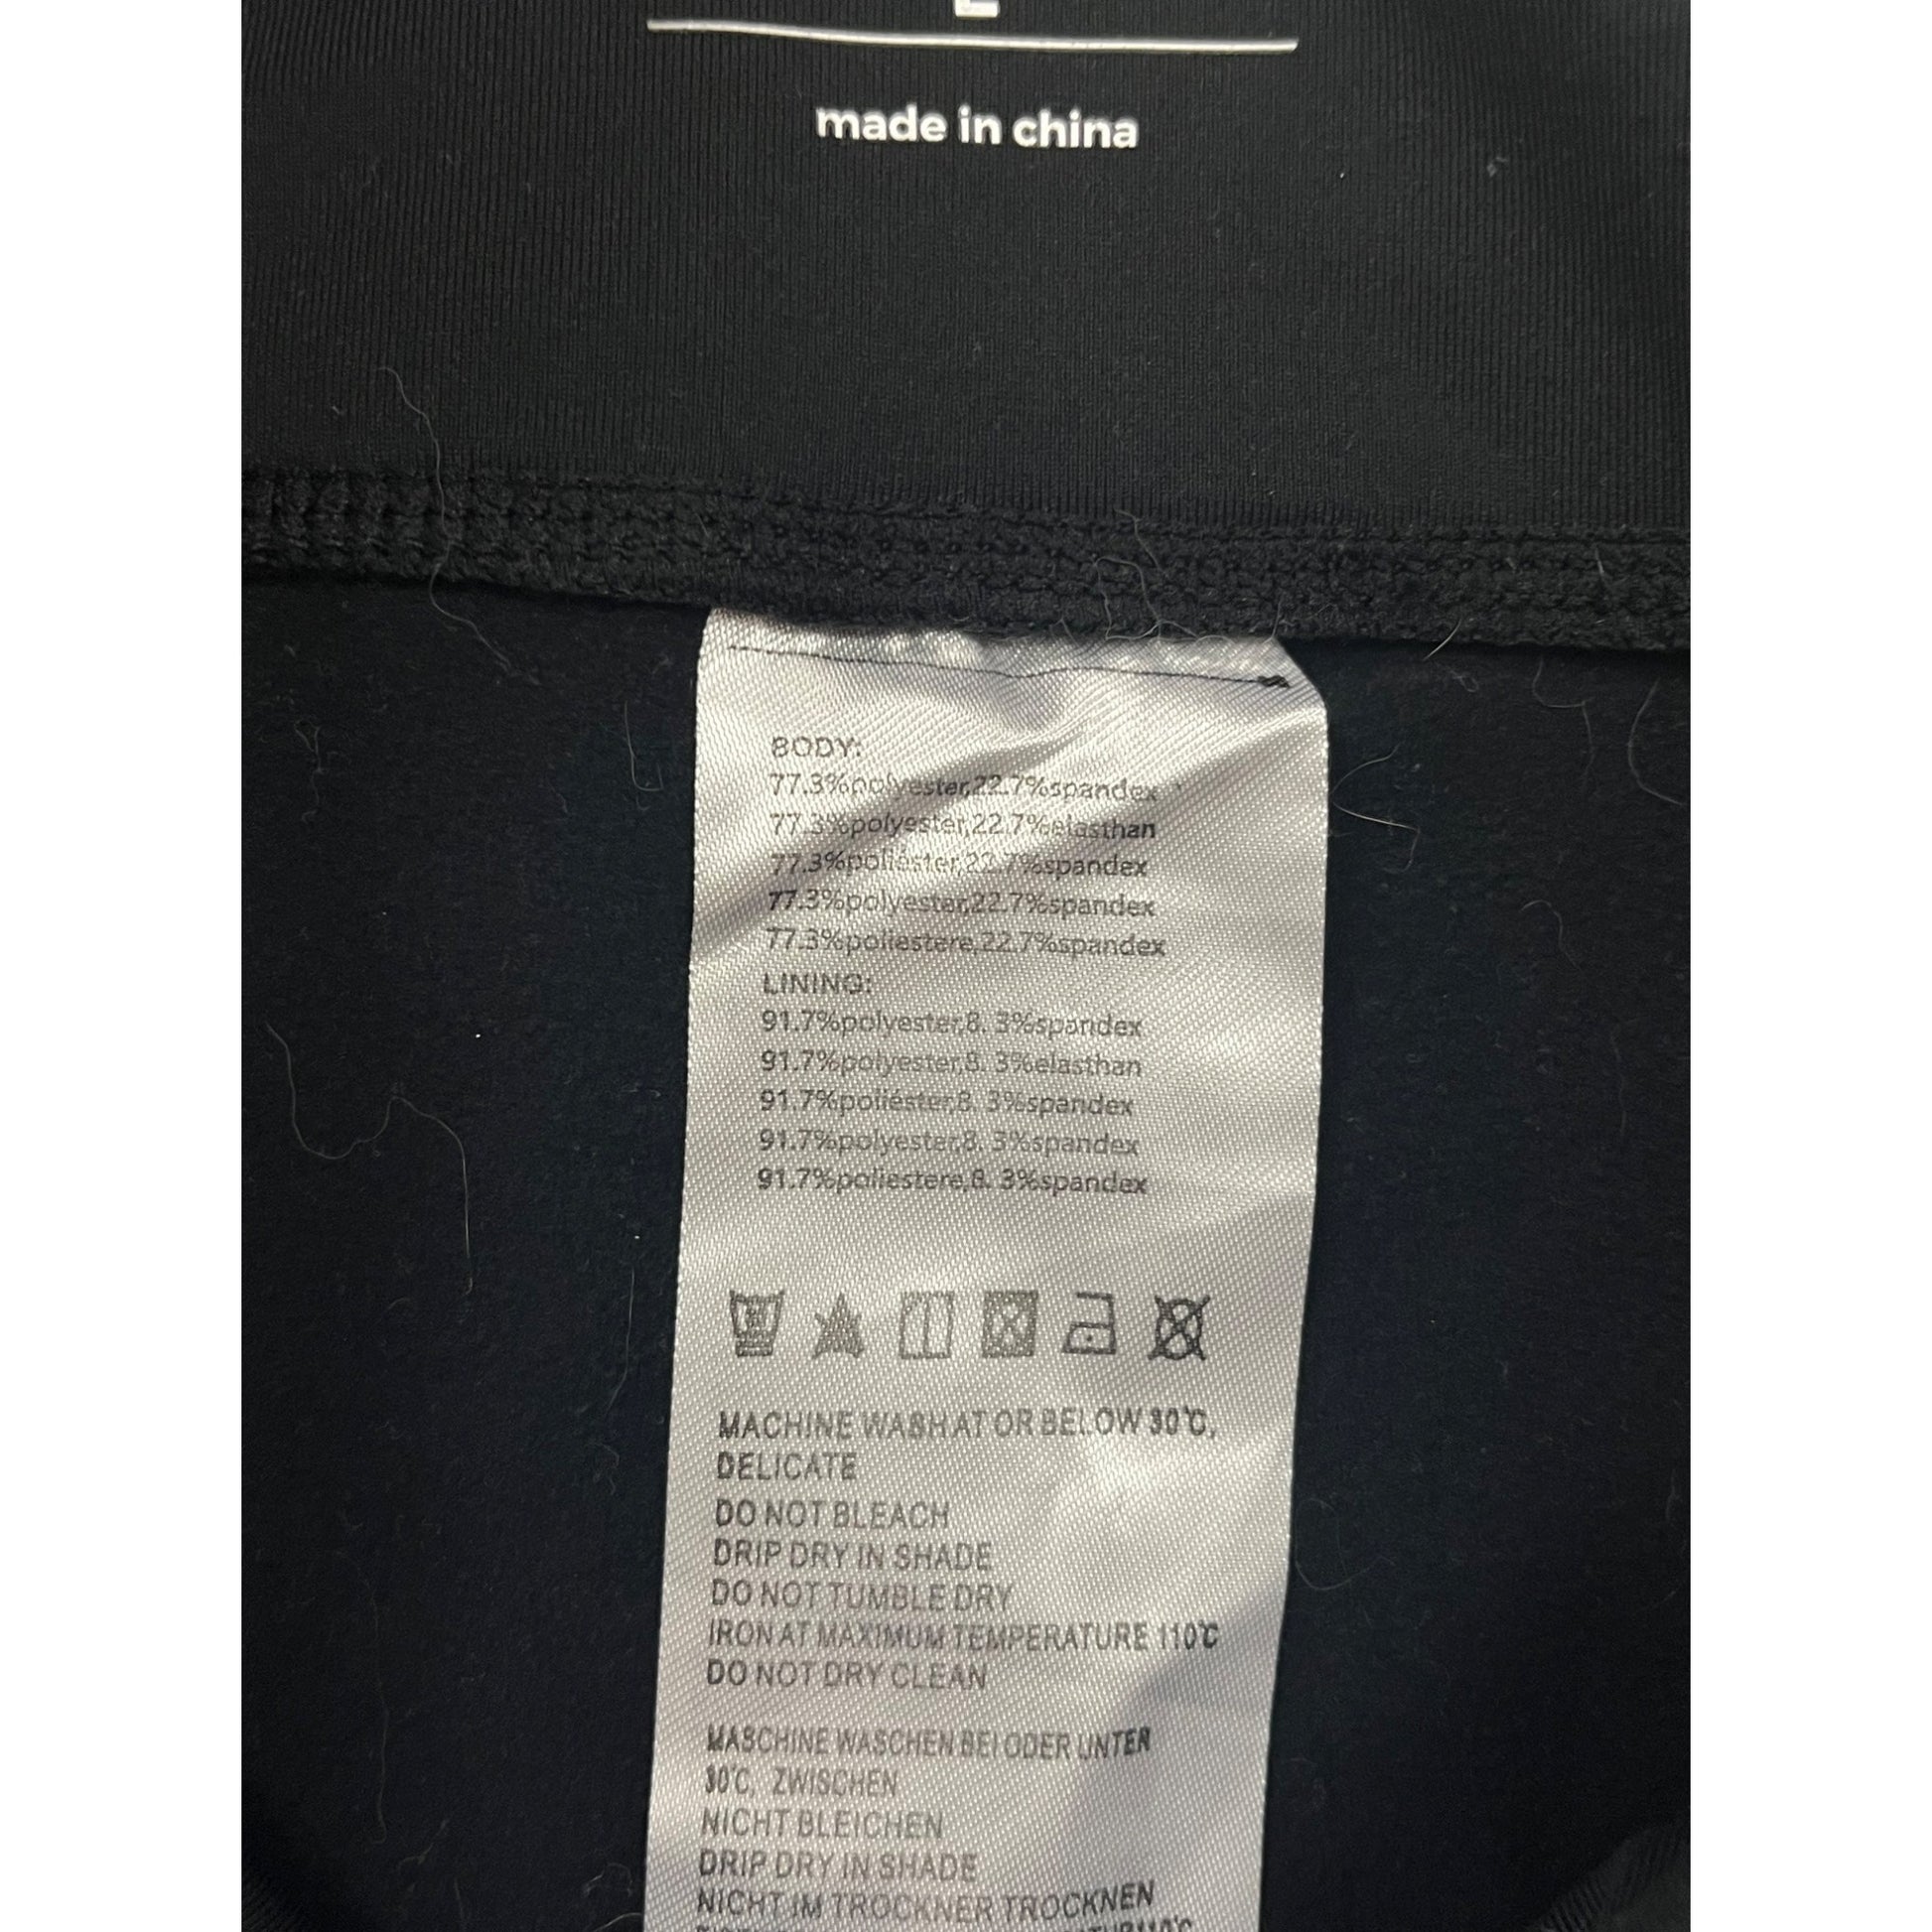 made in china
BODY:
77.3%polyester,22.7%spandex
77.3%polyester,22.7%elasthan
77.3%poliéster,22.7%spandex
77.3%polyester,22.7%spandex
77.3%poliestere,22.7%spandex
LINING:
91.7%polyester,8. 3%spandex
91.7%polyester,8. 3%elasthan
91.7%poliéster,8. 3%spandex
91.7%polyester,8. 3%spandex
91.7%poliestere,8. 3%spandex
MACHINE WASH AT OR BELOW 30℃,
DELICATE
DO NOT BLEACH
DRIP DRY IN SHADE
DO NOT TUMBLE DRY
IRON AT MAXIMUM TEMPERATURE 110℃
DO NOT DRY CLEAN
MASCHINE WASCHEN BEI ODER UNTER
30℃, ZWISCHEN
NICHT BLEICHEN
DRIP DRY IN SHADE
NICHT IM TROCKNER TROCKNEN